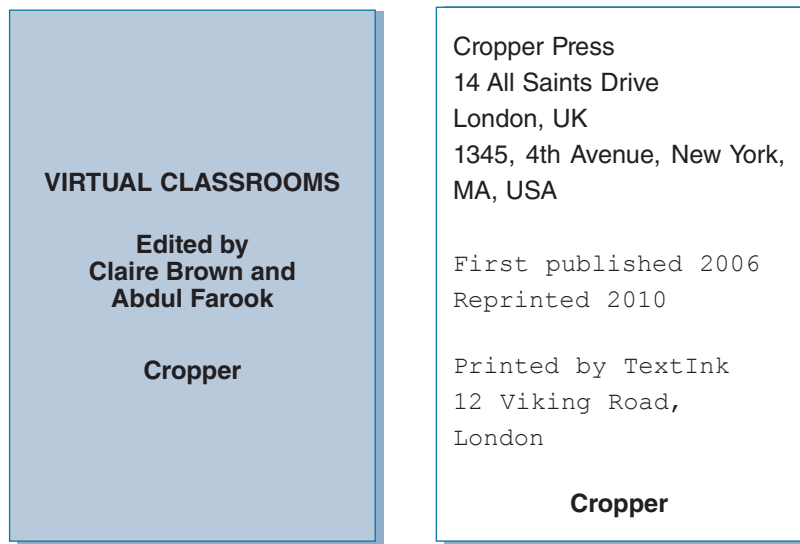 VIRTUAL CLASSROOMS
Edited by
Claire Brown and
Abdul Farook
Cropper
Cropper Press
14 All Saints Drive
London, UK
1345, 4th Avenue, New York,
MA, USA
First published 2006
Reprinted 2010
Printed by TextInk
12 Viking Road,
London
Cropper